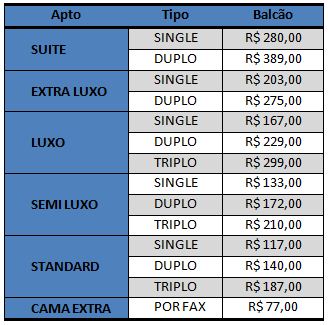 Apto Tipo Balcão
SUITE SINGLE R$ 280,00
DUPLO R$ 389,00
EXTRA LUXO SINGLE R$ 203,00
DUPLO R$ 275,00
LUXO SINGLE R$ 167,00
DUPLO R$ 229,00
TRIPLO R$ 299,00
SEMI LUXO SINGLE R$ 133,00
DUPLO R$ 172,00
TRIPLO R$ 210,00
STANDARD SINGLE R$ 117,00
DUPLO R$ 140,00
TRIPLO R$ 187,00
CAMA EXTRA POR FAX R$ 77,00